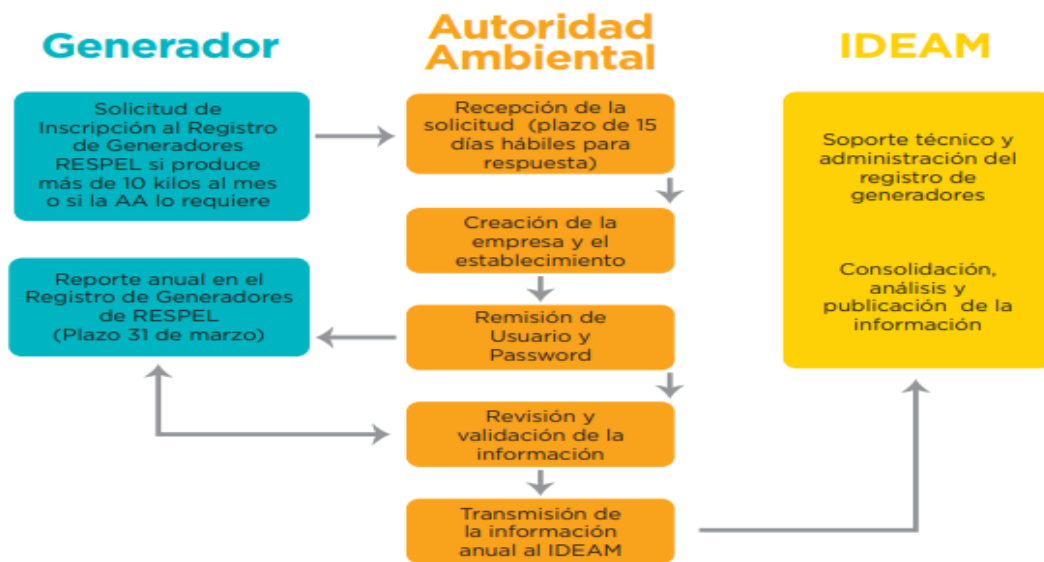 Generador
Solicitud de
Inscripción al Registro
de Generadores
RESPEL si produce
más de 10 kilos al mes
o si la AA lo requiere
Reporte anual en el
Registro de Generadores
de RESPEL
(Plazo 31 de marzo)
Autoridad
Ambiental
Recepción de la
solicitud (plazo de 15
días hábiles para
respuesta)
Creación de la
empresa y el
establecimiento
Remisión de
Usuario y
Password
Revisión y
validación de la
información
Transmisión de
la información
anual al IDEAM
IDEAM
Soporte técnico y
administración del
registro de
generadores
Consolidación,
análisis y
publicación de la
información